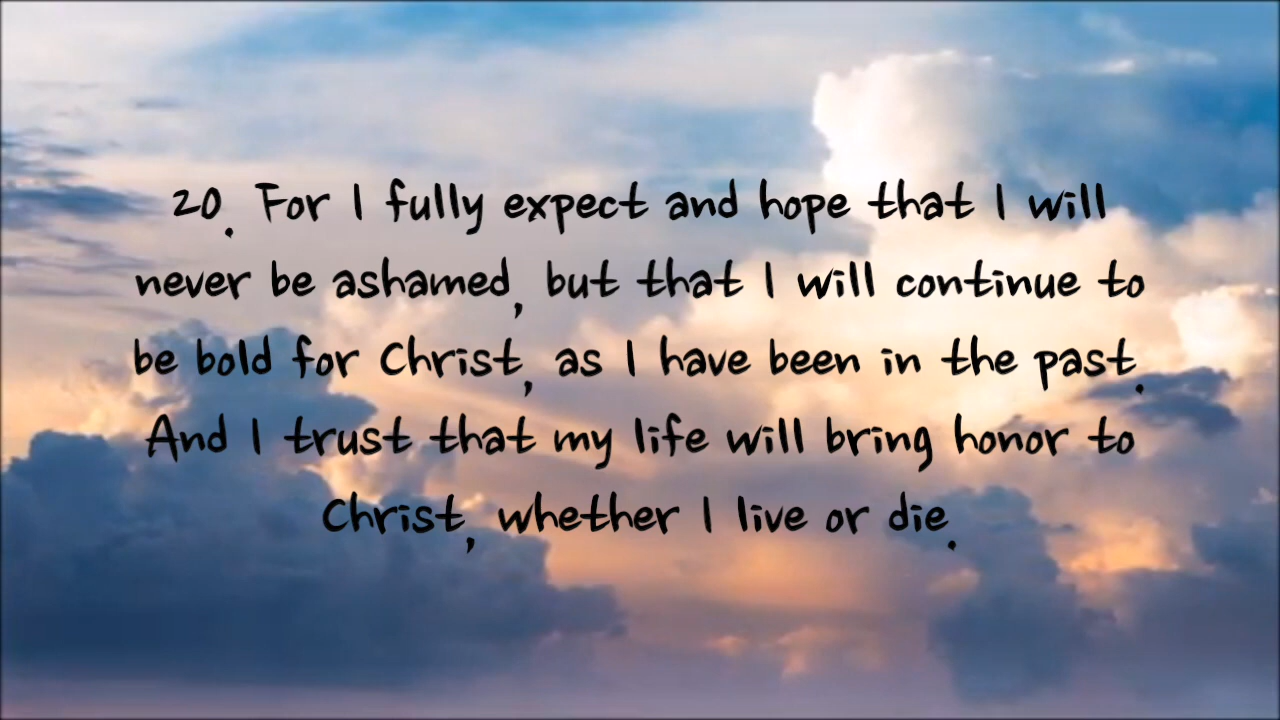 20. For I fully expect and hope that I will
never be ashamed, but that I will continue to
be bold for Christ, as I have been in the past.
And I trust that my life will bring honor to
Christ, whether I live or die.